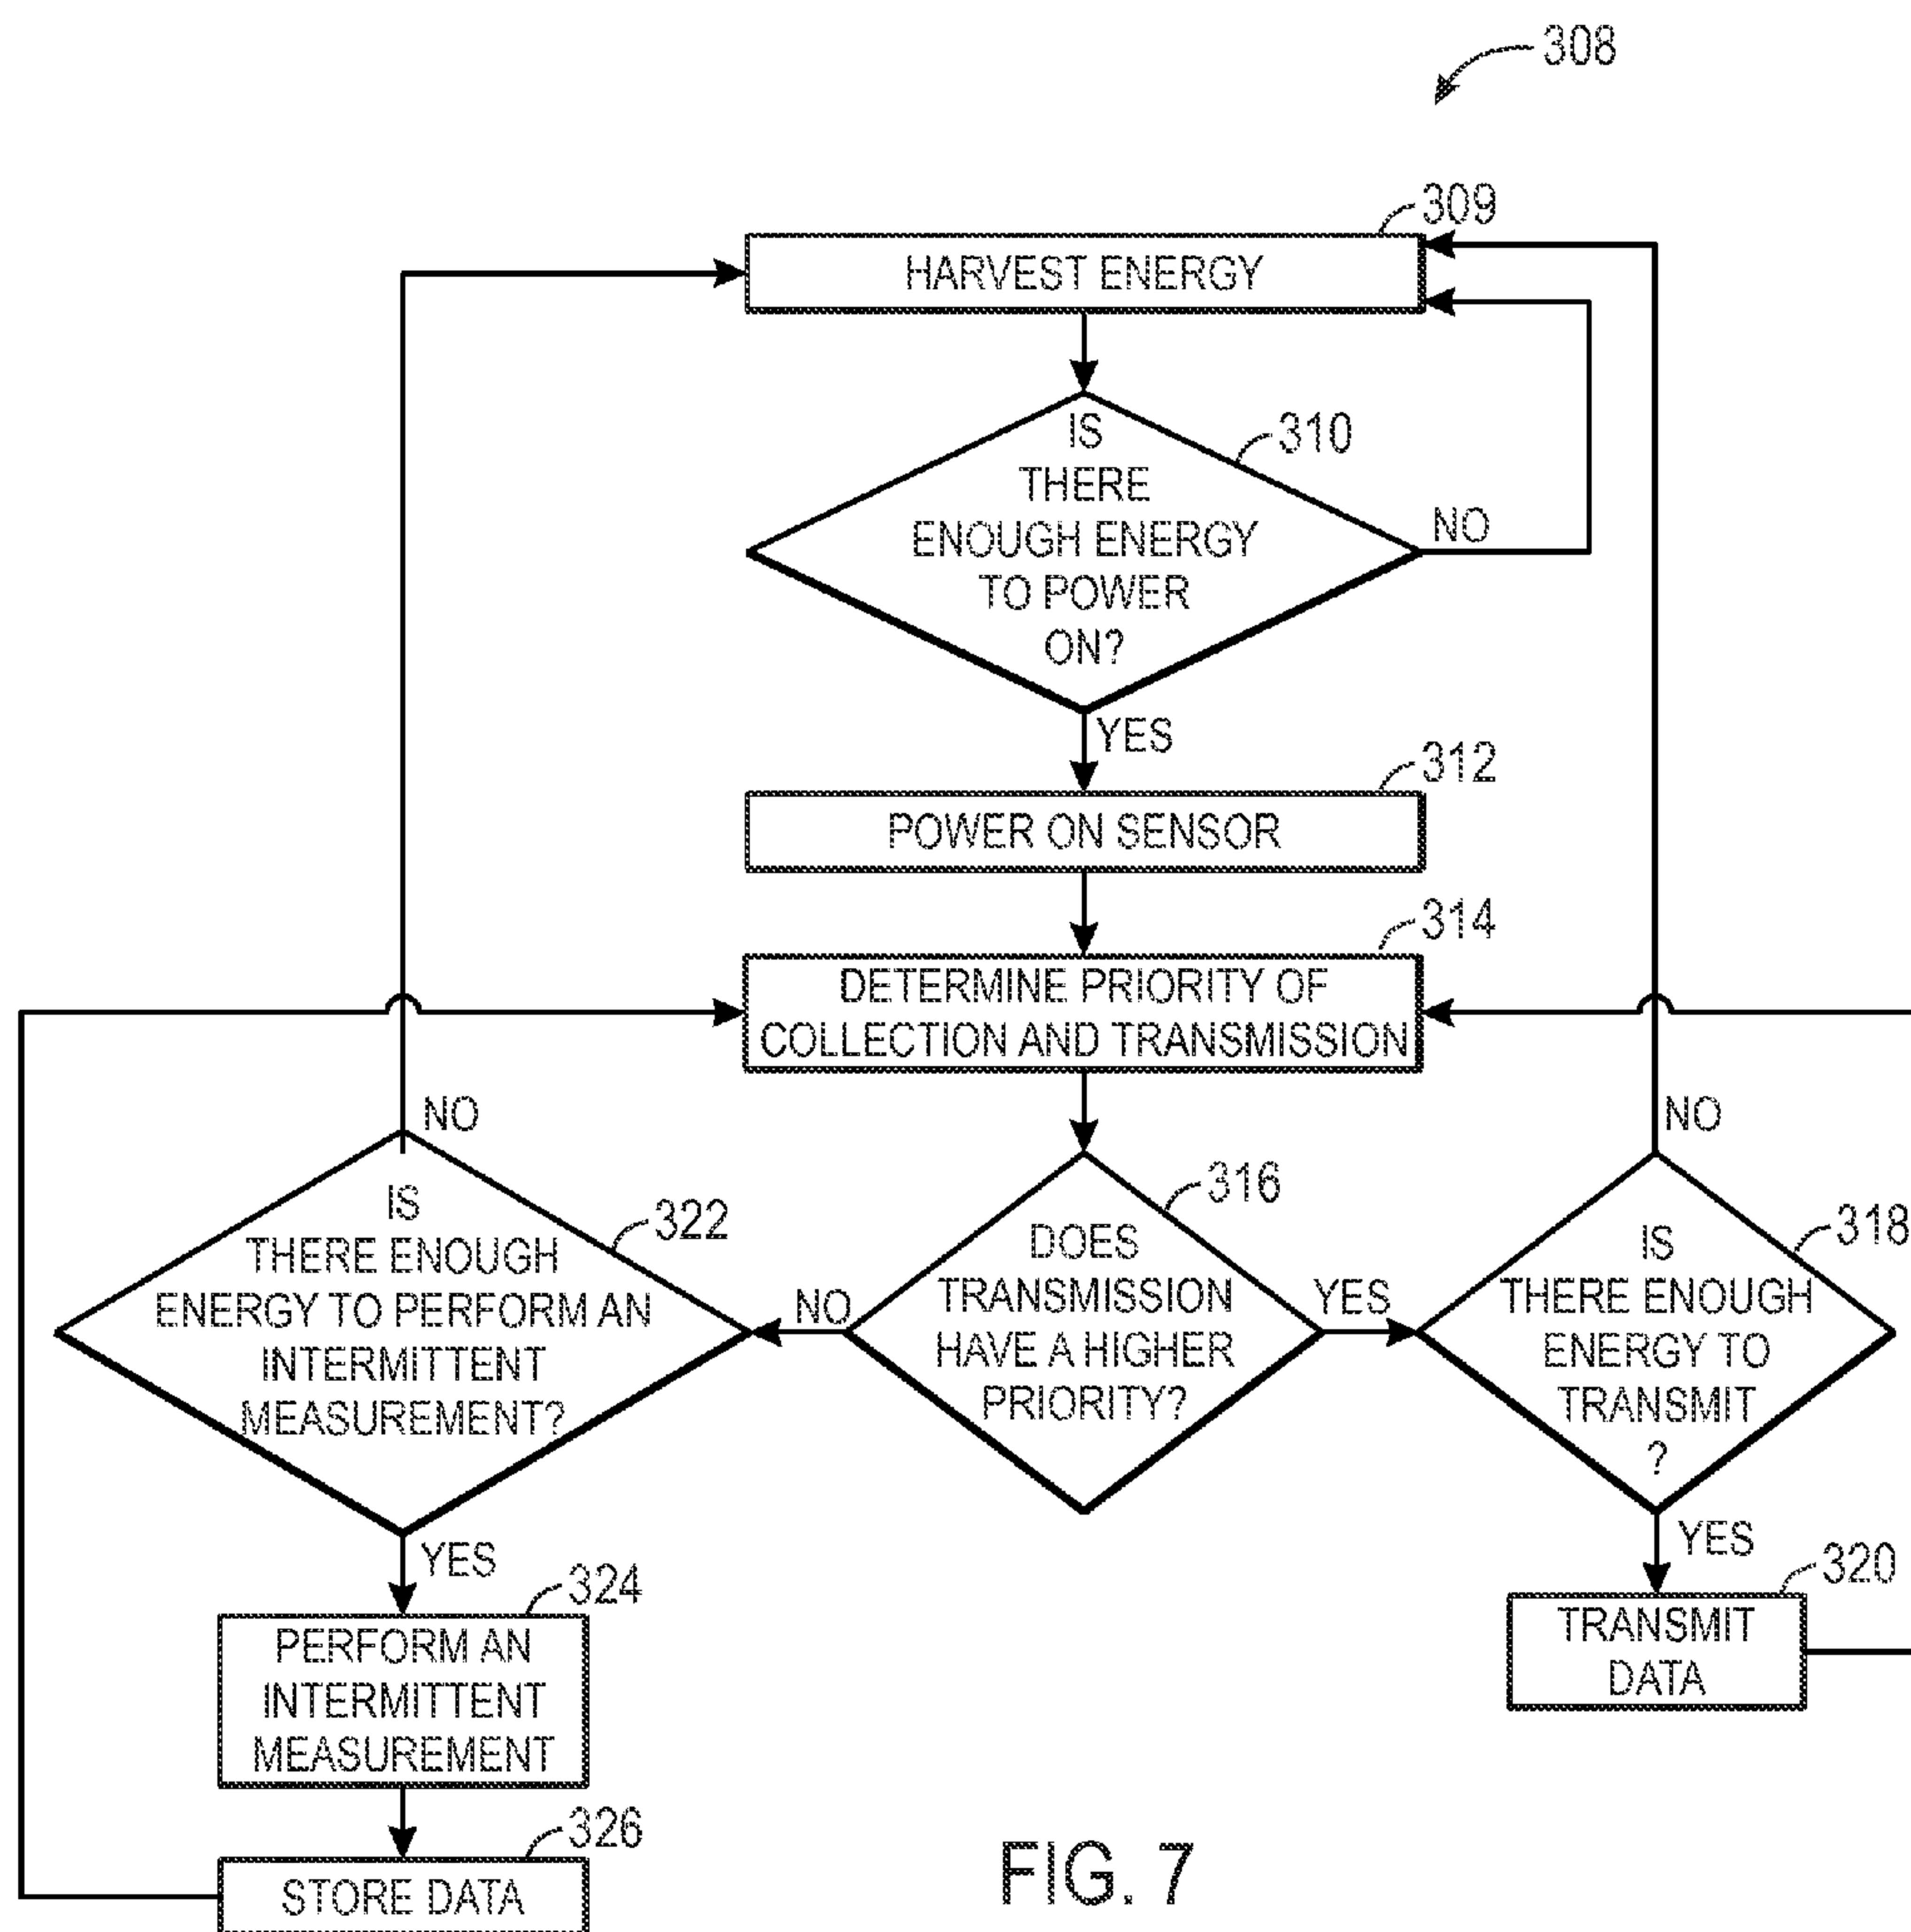 308
309
HARVEST ENERGY
310
IS
THERE
ENOUGH ENERGY
TO POWER
ON?
NO
YES
312
POWER ON SENSOR
314
DETERMINE PRIORITY OF
COLLECTION AND TRANSMISSION
NO
322
IS
THERE ENOUGH
ENERGY TO PERFORM AN
INTERMITTENT
MEASUREMENT?
NO
316
DOES
TRANSMISSION
HAVE A HIGHER
PRIORITY?
YES
NO
318
IS
THERE ENOUGH
ENERGY TO
TRANSMIT
?
YES
324
PERFORM AN
INTERMITTENT
MEASUREMENT
326
STORE DATA
YES
320
TRANSMIT
DATA
FIG. 7